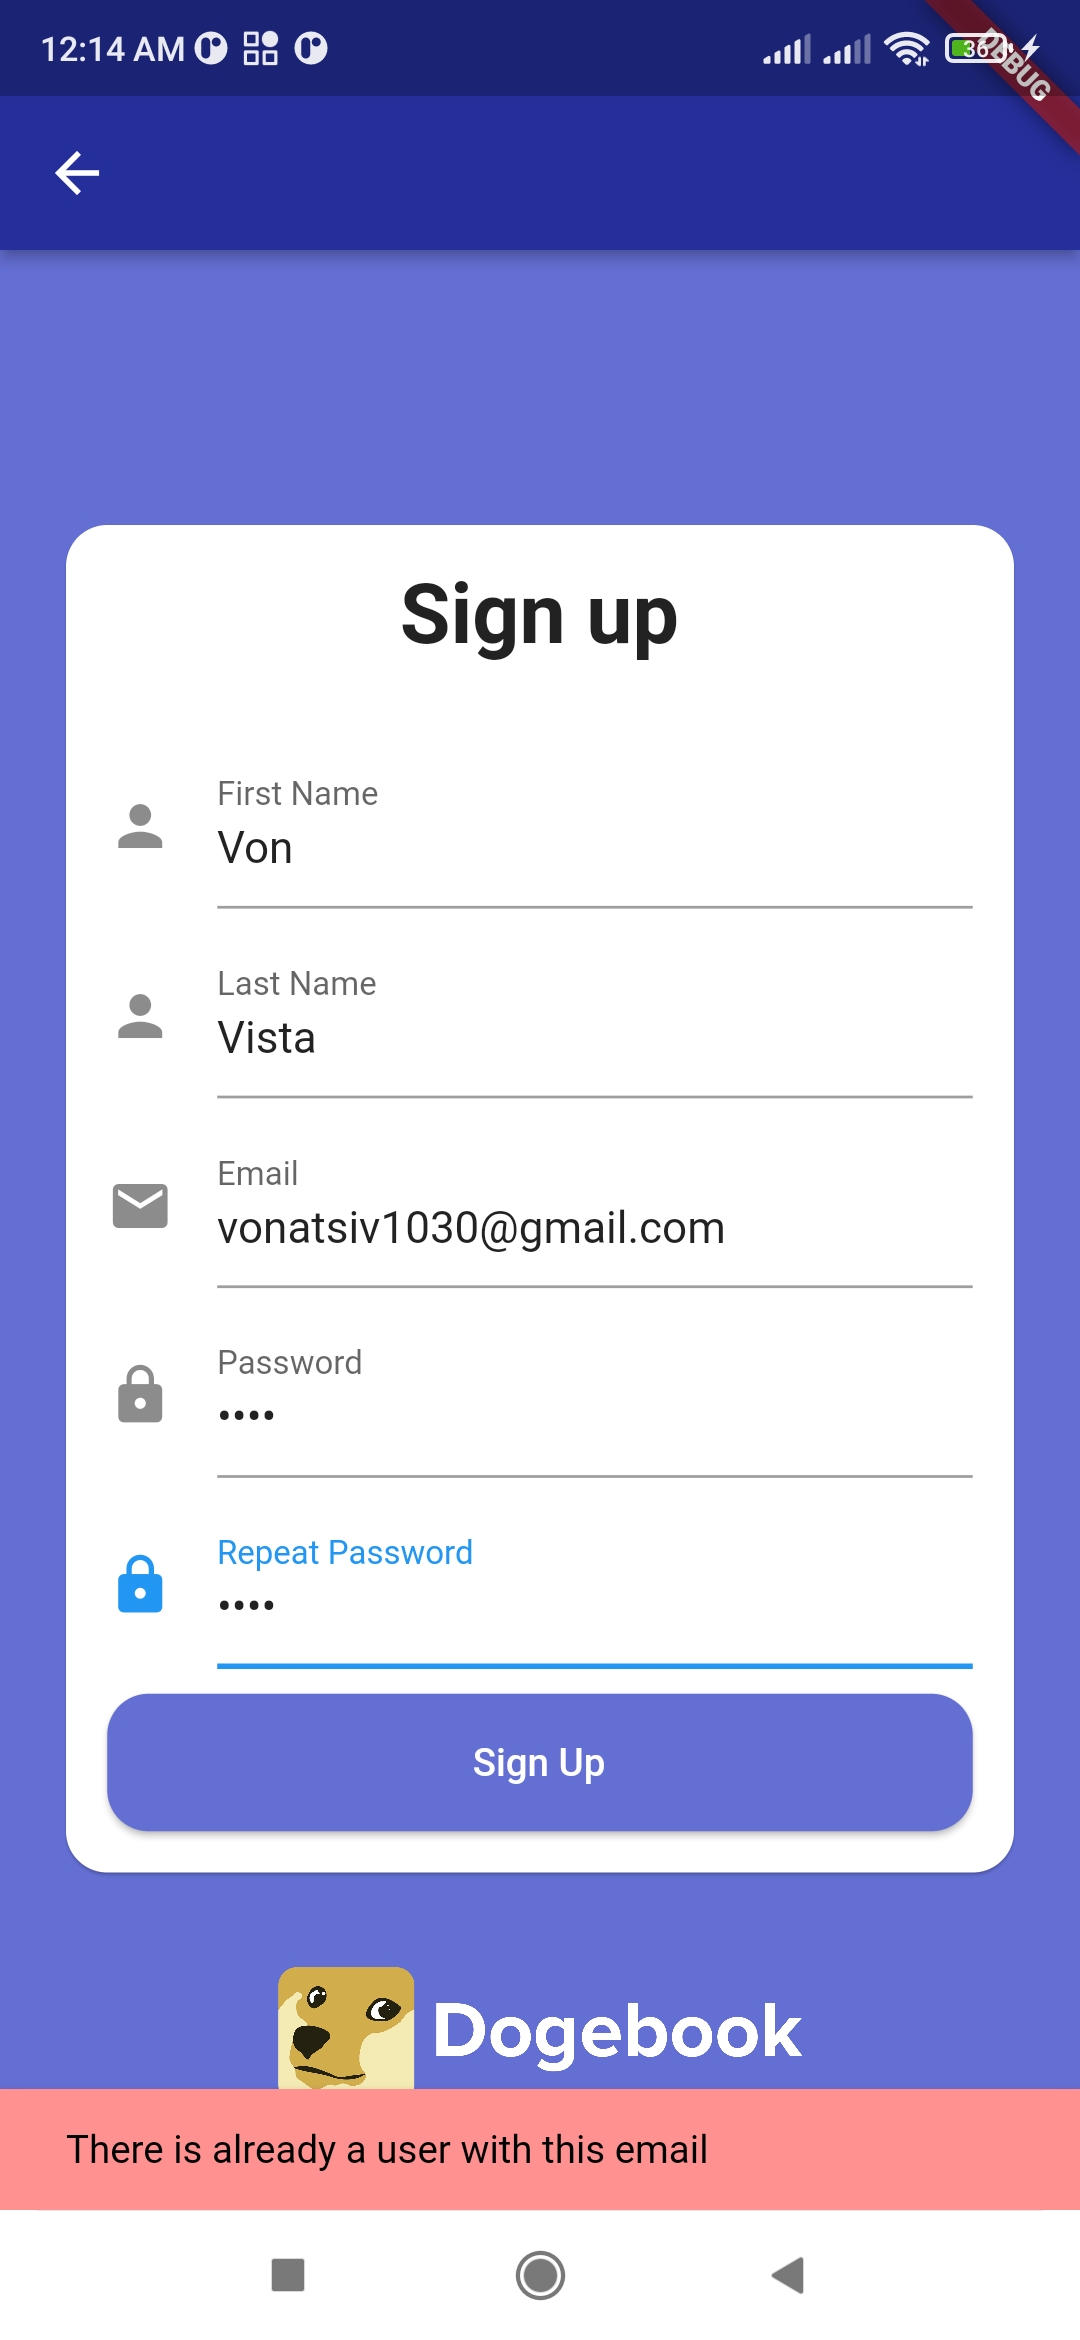 12:14 AM
36
DEBUG
Sign up
First Name
Von
Last Name
Vista
Email
vonatsiv1030@gmail.com
Password
••••
Repeat Password
••••
Sign Up
Dogebook
There is already a user with this email